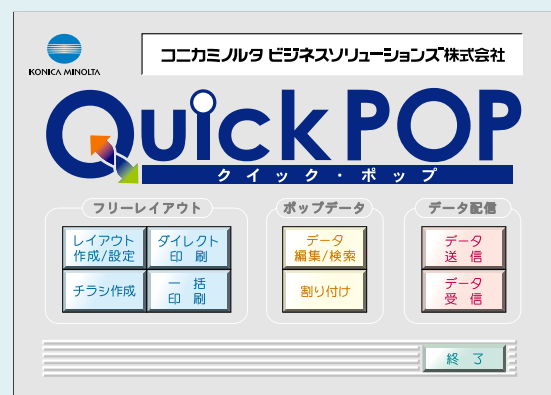 KONICA MINOLTA
コニカミノルタ ビジネスソリューションズ株式会社
QuickPOP
クイック・ポップ
フリーレイアウト
ポップデータ
データ配信
レイアウト
作成/設定
ダイレクト
印 刷
データ
編集/検索
データ
送 信
チラシ作成
一 括
印 刷
割り付け
データ
受 信
終 了